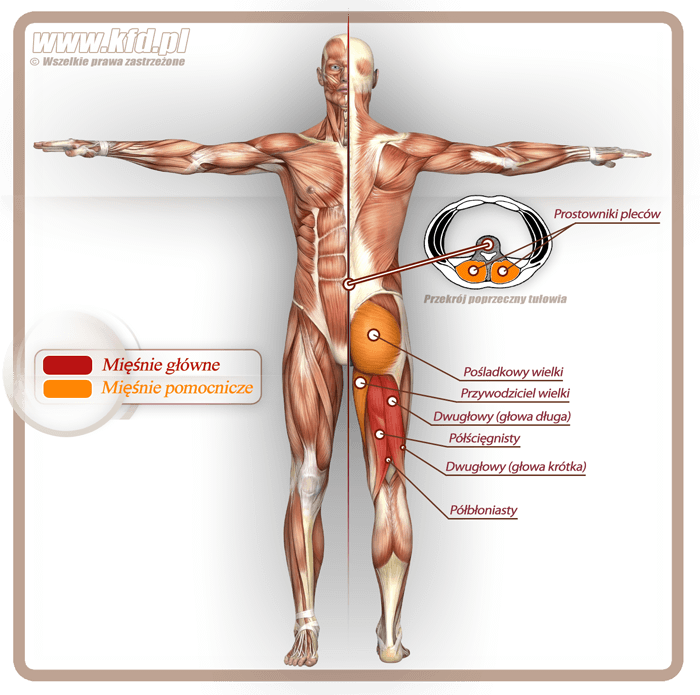 www.kfd.pl
© Wszelkie prawa zastrzeżone
Prostowniki pleców
Przekrój poprzeczny tułowia
Mięśnie główne
Mięśnie pomocnicze
Pośladkowy wielki
Przywodziciel wielki
Dwugłowy (głowa długa)
Półścięgnisty
Dwugłowy (głowa krótka)
Półbłoniasty